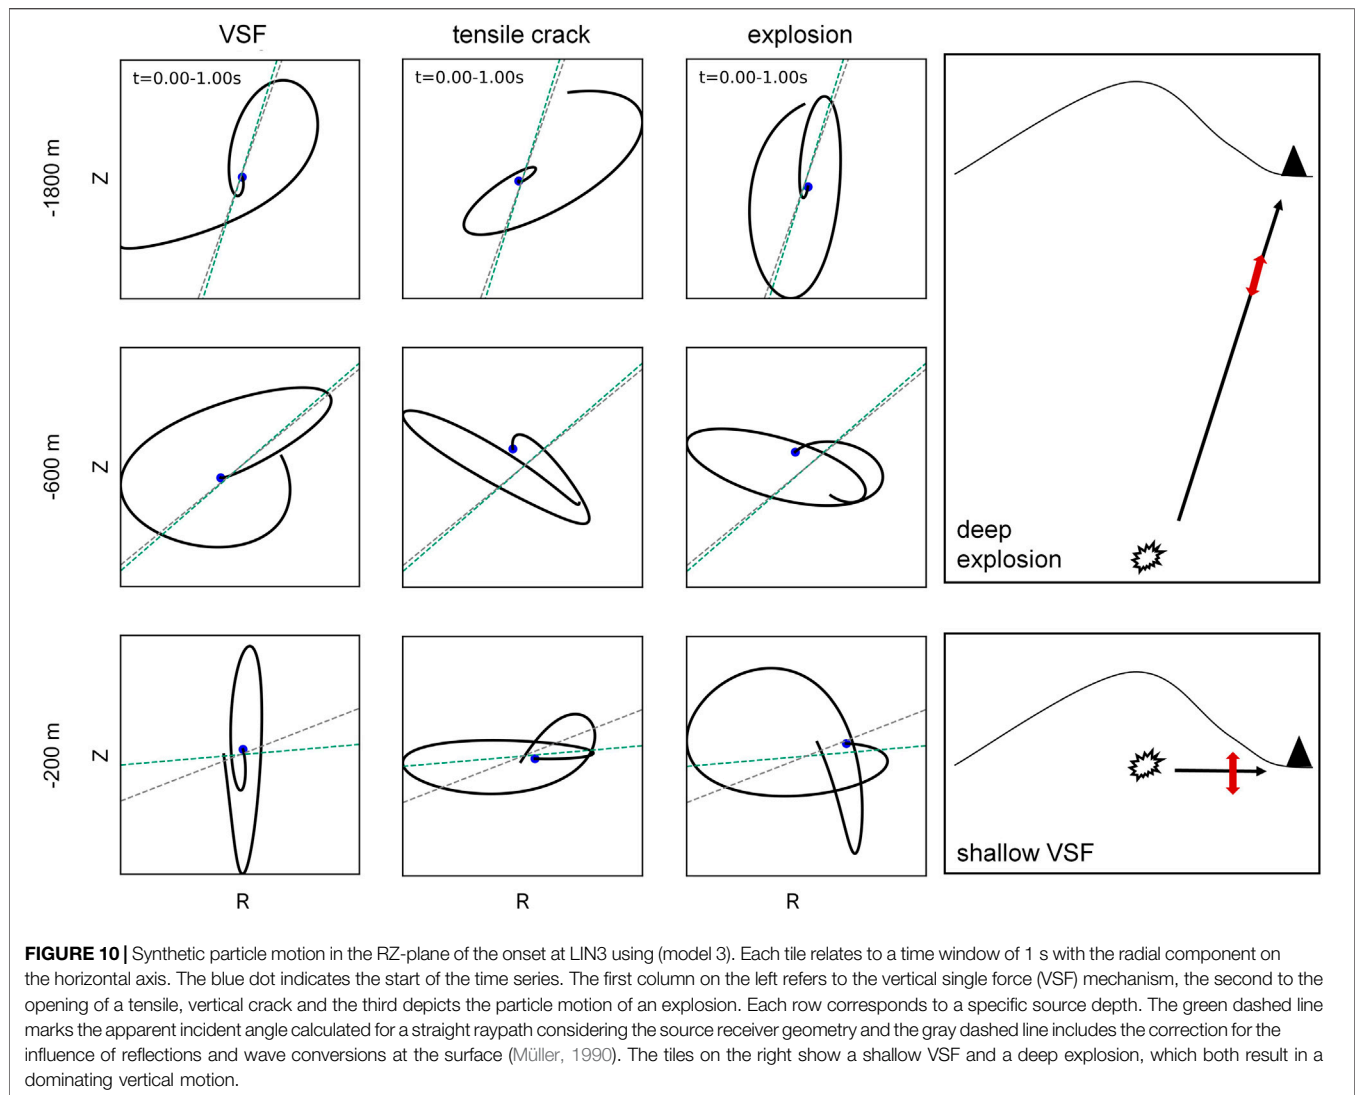 VSF
tensile crack
explosion
t=0.00-1.00s
t=0.00-1.00s
t=0.00-1.00s
-1800 m
Z
deep
explosion
-600 m
Z
-200 m
Z
shallow VSF
R
R
R
FIGURE 10 | Synthetic particle motion in the RZ-plane of the onset at LIN3 using (model 3). Each tile relates to a time window of 1 s with the radial component on
the horizontal axis. The blue dot indicates the start of the time series. The first column on the left refers to the vertical single force (VSF) mechanism, the second to the
opening of a tensile, vertical crack and the third depicts the particle motion of an explosion. Each row corresponds to a specific source depth. The green dashed line
marks the apparent incident angle calculated for a straight raypath considering the source receiver geometry and the gray dashed line includes the correction for the
influence of reflections and wave conversions at the surface (Müller, 1990). The tiles on the right show a shallow VSF and a deep explosion, which both result in a
dominating vertical motion.